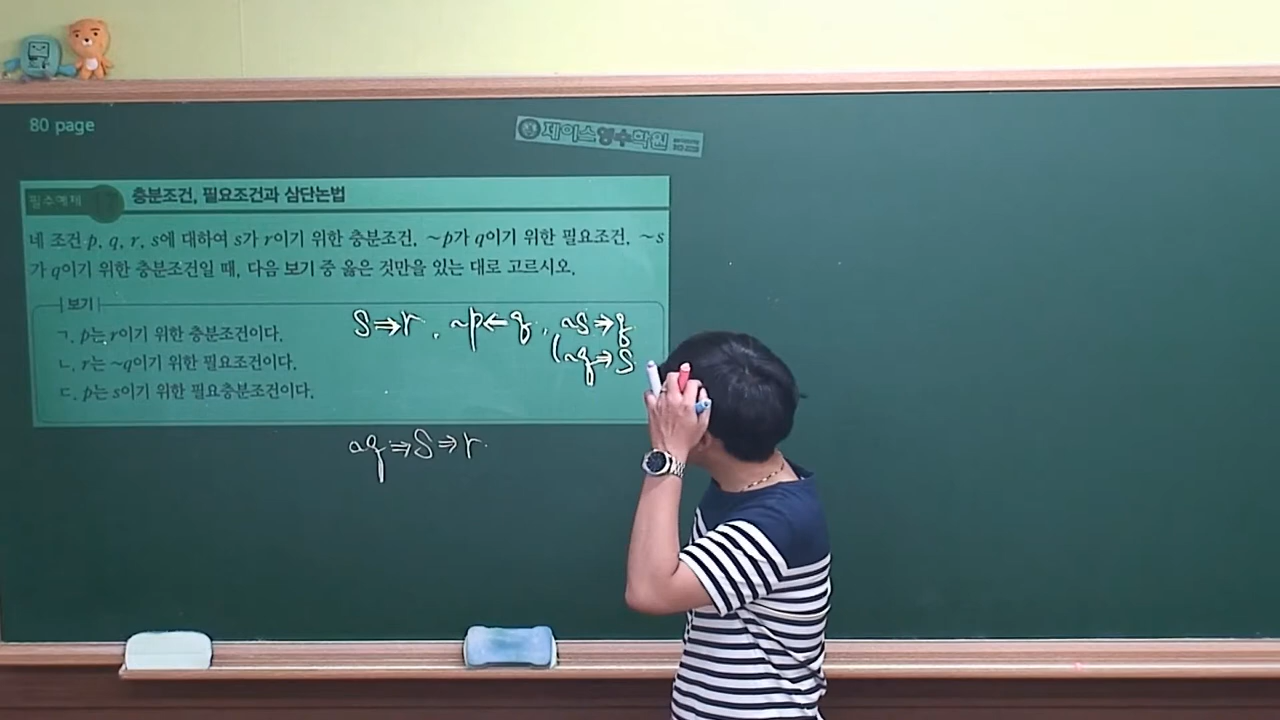 80 page
제이스영수학원
필수예제
충분조건, 필요조건과 삼단논법
네 조건 p, q, r, s에 대하여 s가 r이기 위한 충분조건, ~p가 q이기 위한 필요조건, ~s
가 q이기 위한 충분조건일 때, 다음 보기 중 옳은 것만을 있는 대로 고르시오.
보기
ㄱ. p는 r이기 위한 충분조건이다.
ㄴ. r는 ~q이기 위한 필요조건이다.
ㄷ. p는 s이기 위한 필요충분조건이다.
S⇒r, ~p⇐q, ~s⇒q
(~q⇒s
~q⇒S⇒r